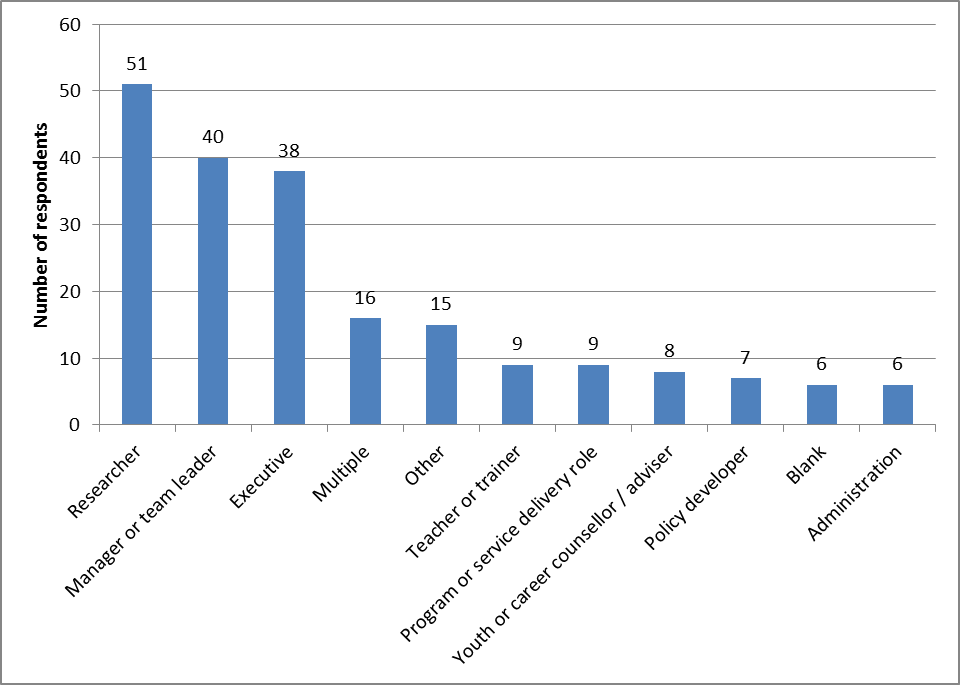 60
50
40
30
20
10
0
Number of respondents
51
40
38
16
15
9
9
8
7
6
6
Researcher
Manager or team leader
Executive
Multiple
Other
Teacher or trainer
Program or service delivery role
Youth or career counsellor / adviser
Policy developer
Blank
Administration